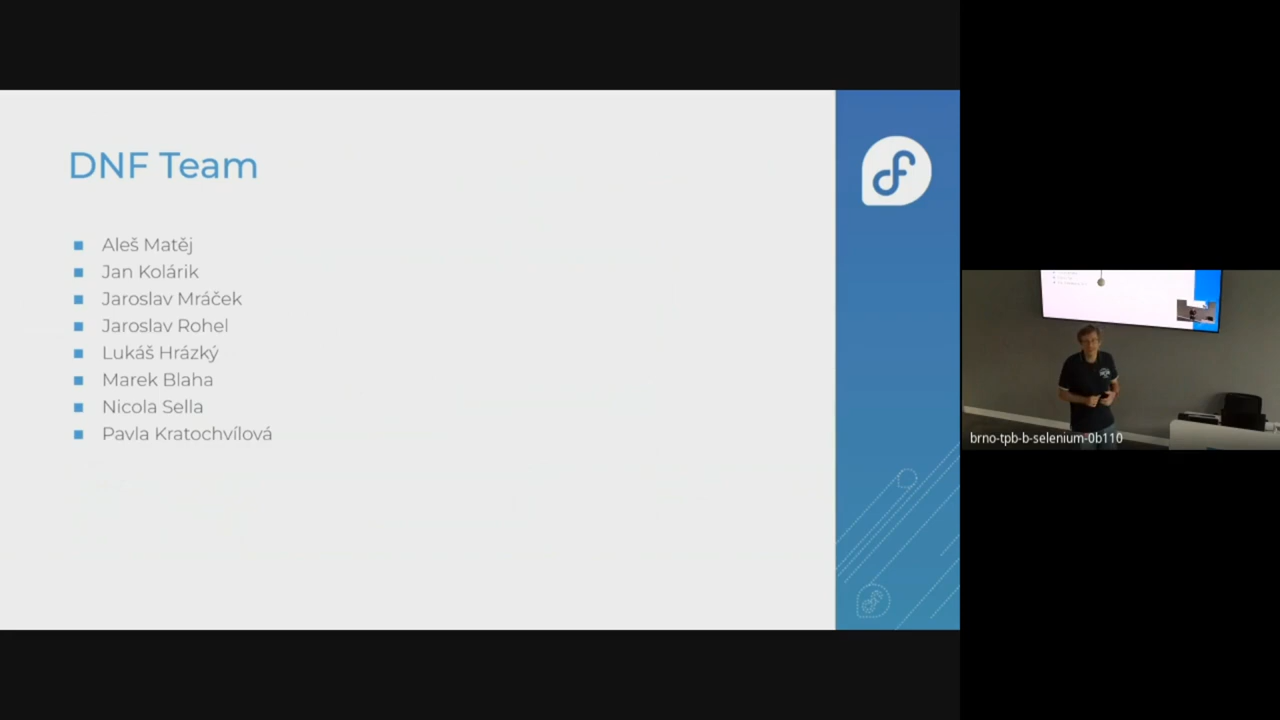 DNF Team
Aleš Matěj
Jan Kolárik
Jaroslav Mráček
Jaroslav Rohel
Lukáš Hrázký
Marek Blaha
Nicola Sella
Pavla Kratochvílová
brno-tpb-b-selenium-0b110